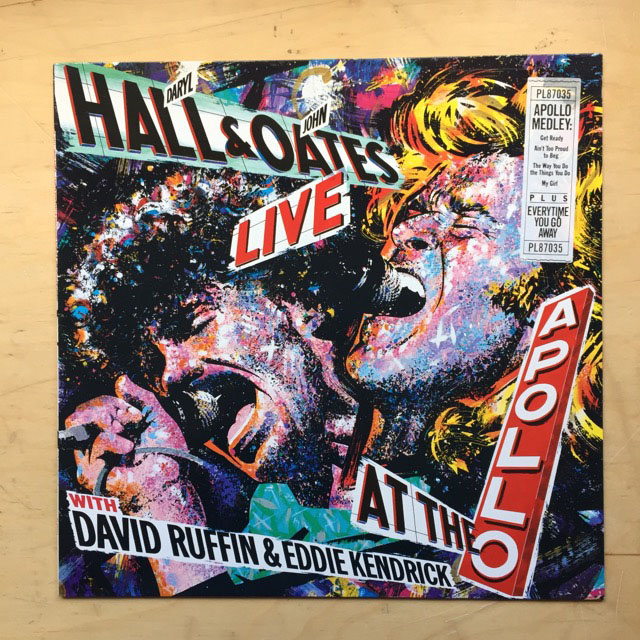 DARYL
HALL & OATES
JOHN
LIVE
AT THE
APOLLO
WITH
DAVID RUFFIN & EDDIE KENDRICK
PL87035
APOLLO
MEDLEY:
Get Ready
Ain't Too Proud
to Beg
The Way You Do
the Things You Do
My Girl
PLUS
EVERYTIME
YOU GO
AWAY
PL87035